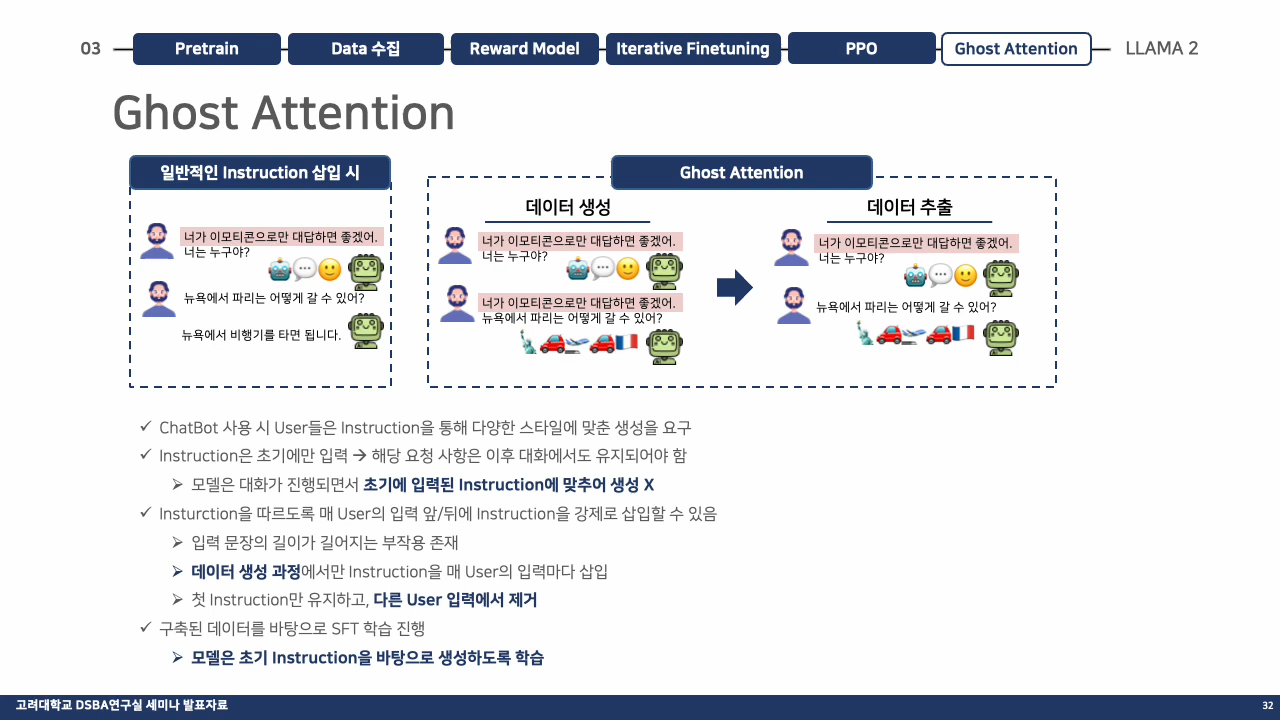 03
Pretrain
Data 수집
Reward Model
Iterative Finetuning
PPO
Ghost Attention
LLAMA 2
Ghost Attention
일반적인 Instruction 삽입 시
너가 이모티콘으로만 대답하면 좋겠어.
너는 누구야?
뉴욕에서 파리는 어떻게 갈 수 있어?
뉴욕에서 비행기를 타면 됩니다.
Ghost Attention
데이터 생성
너가 이모티콘으로만 대답하면 좋겠어.
너는 누구야?
너가 이모티콘으로만 대답하면 좋겠어.
뉴욕에서 파리는 어떻게 갈 수 있어?
데이터 추출
너가 이모티콘으로만 대답하면 좋겠어.
너는 누구야?
뉴욕에서 파리는 어떻게 갈 수 있어?
✓ ChatBot 사용 시 User들은 Instruction을 통해 다양한 스타일에 맞춘 생성을 요구
✓ Instruction은 초기에만 입력 → 해당 요청 사항은 이후 대화에서도 유지되어야 함
➢ 모델은 대화가 진행되면서 초기에 입력된 Instruction에 맞추어 생성 X
✓ Insturction을 따르도록 매 User의 입력 앞/뒤에 Instruction을 강제로 삽입할 수 있음
➢ 입력 문장의 길이가 길어지는 부작용 존재
➢ 데이터 생성 과정에서만 Instruction을 매 User의 입력마다 삽입
➢ 첫 Instruction만 유지하고, 다른 User 입력에서 제거
✓ 구축된 데이터를 바탕으로 SFT 학습 진행
➢ 모델은 초기 Instruction을 바탕으로 생성하도록 학습
고려대학교 DSBA연구실 세미나 발표자료
32